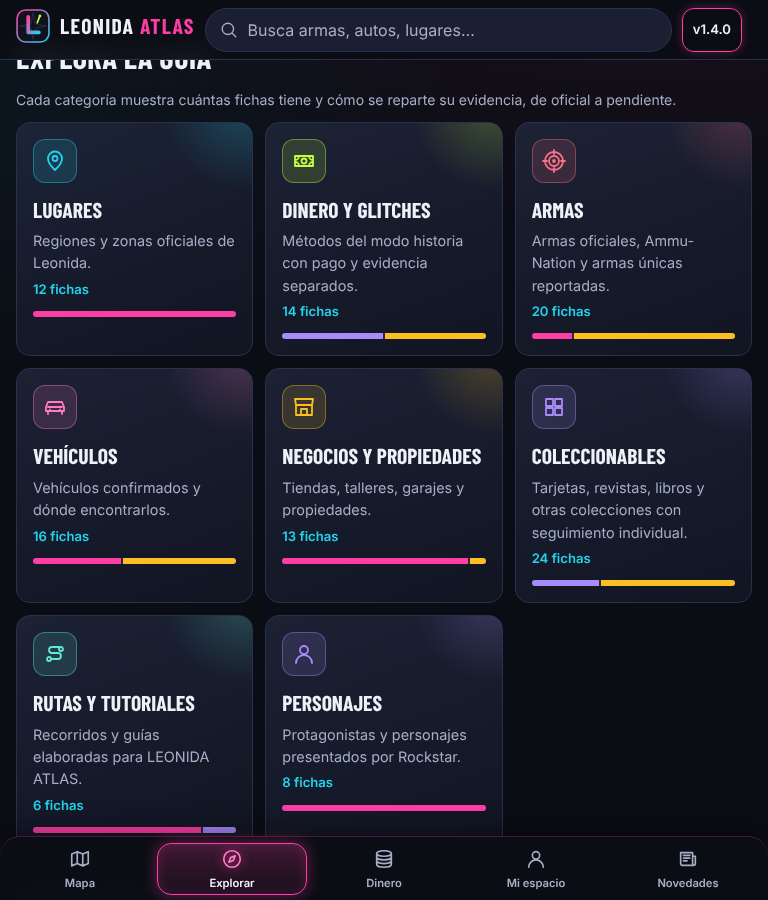 LEONIDA ATLAS
Busca armas, autos, lugares...
v1.4.0
EXPLORA LA GUÍA
Cada categoría muestra cuántas fichas tiene y cómo se reparte su evidencia, de oficial a pendiente.
LUGARES
Regiones y zonas oficiales de
Leonida.
12 fichas
DINERO Y GLITCHES
Métodos del modo historia
con pago y evidencia
separados.
14 fichas
ARMAS
Armas oficiales, Ammu-
Nation y armas únicas
reportadas.
20 fichas
VEHÍCULOS
Vehículos confirmados y
dónde encontrarlos.
16 fichas
NEGOCIOS Y PROPIEDADES
Tiendas, talleres, garajes y
propiedades.
13 fichas
COLECCIONABLES
Tarjetas, revistas, libros y
otras colecciones con
seguimiento individual.
24 fichas
RUTAS Y TUTORIALES
Recorridos y guías
elaboradas para LEONIDA
ATLAS.
6 fichas
PERSONAJES
Protagonistas y personajes
presentados por Rockstar.
8 fichas
Mapa
Explorar
Dinero
Mi espacio
Novedades